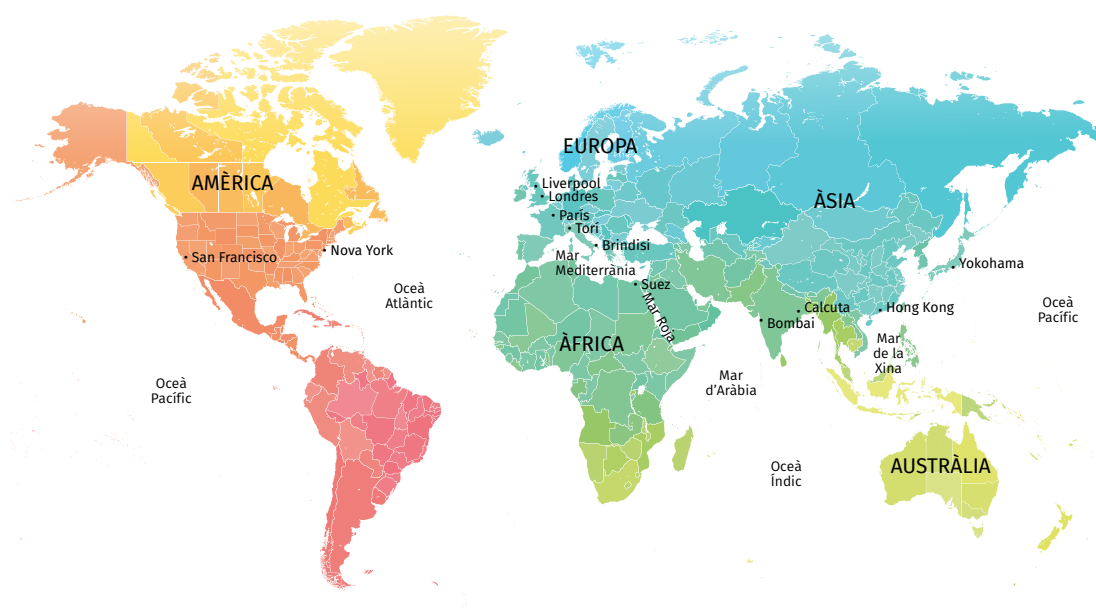 EUROPA
AMÈRICA
Liverpool
Londres
ÀSIA
París
Torí
Nova York
Brindisi
San Francisco
Mar
Mediterrània
Yokohama
Suez
Oceà
Atlàntic
Mar Roja
Calcuta
Hong Kong
Oceà
Pacífic
Bombai
ÀFRICA
Mar
de la
Xina
Oceà
Pacífic
Mar
d’Aràbia
AUSTRÀLIA
Oceà
Índic